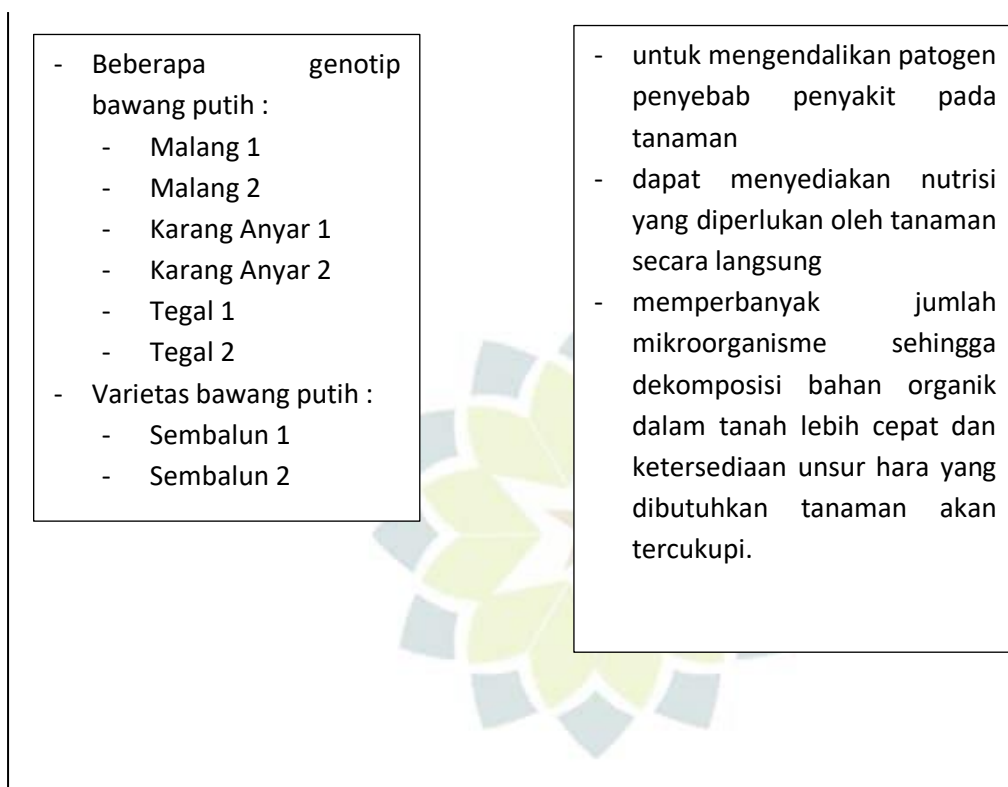 - Beberapa genotip
bawang putih :
- Malang 1
- Malang 2
- Karang Anyar 1
- Karang Anyar 2
- Tegal 1
- Tegal 2
- Varietas bawang putih :
- Sembalun 1
- Sembalun 2
- untuk mengendalikan patogen
penyebab penyakit pada
tanaman
- dapat menyediakan nutrisi
yang diperlukan oleh tanaman
secara langsung
- memperbanyak jumlah
mikroorganisme sehingga
dekomposisi bahan organik
dalam tanah lebih cepat dan
ketersediaan unsur hara yang
dibutuhkan tanaman akan
tercukupi.